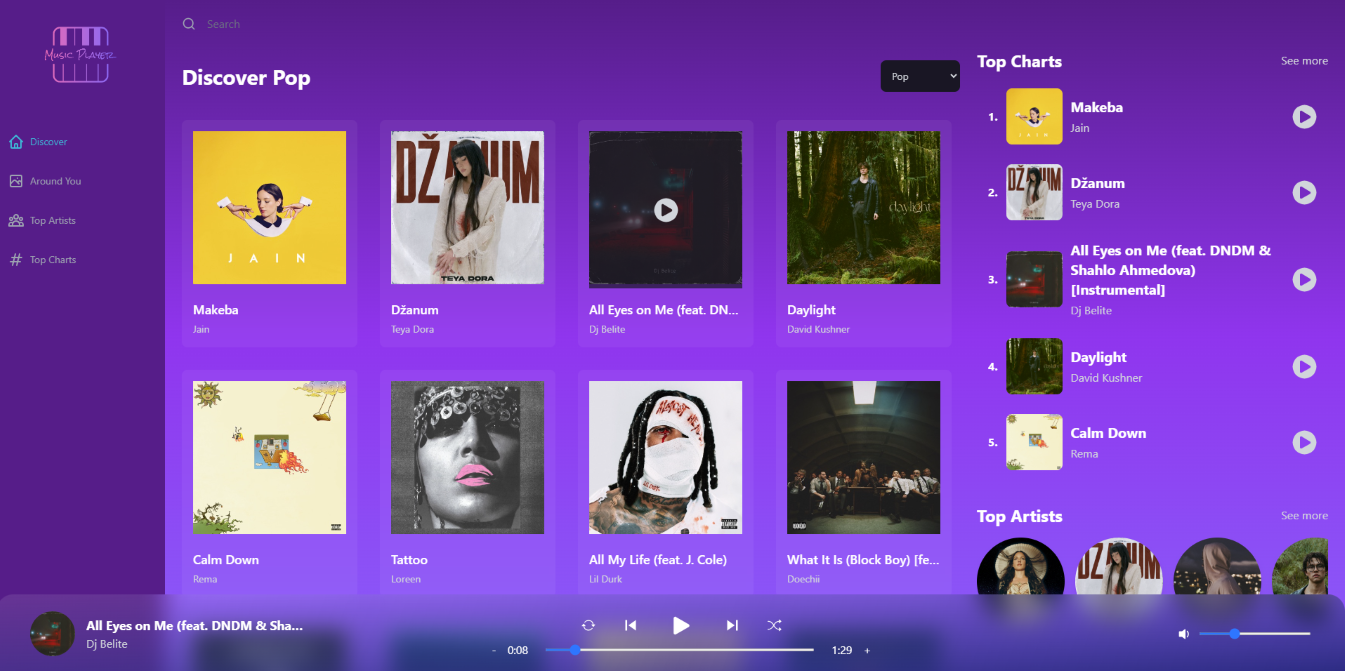 Music Player
Search
Discover
Around You
Top Artists
Top Charts
Discover Pop
Pop
JAIN
Makeba
Jain
DŽANUM
TEYA DORA
Džanum
Teya Dora
All Eyes on Me (feat. DN...
Dj Belite
daylight
Daylight
David Kushner
Calm Down
Rema
Tattoo
Loreen
All My Life (feat. J. Cole)
Lil Durk
What It Is (Block Boy) [fe...
Doechii
Top Charts
See more
1.
JAIN
Makeba
Jain
2.
DŽANUM
Džanum
Teya Dora
3.
All Eyes on Me (feat. DNDM &
Shahlo Ahmedova)
[Instrumental]
Dj Belite
4.
Daylight
David Kushner
5.
Calm Down
Rema
Top Artists
See more
All Eyes on Me (feat. DNDM & Sha...
Dj Belite
- 0:08
1:29 +